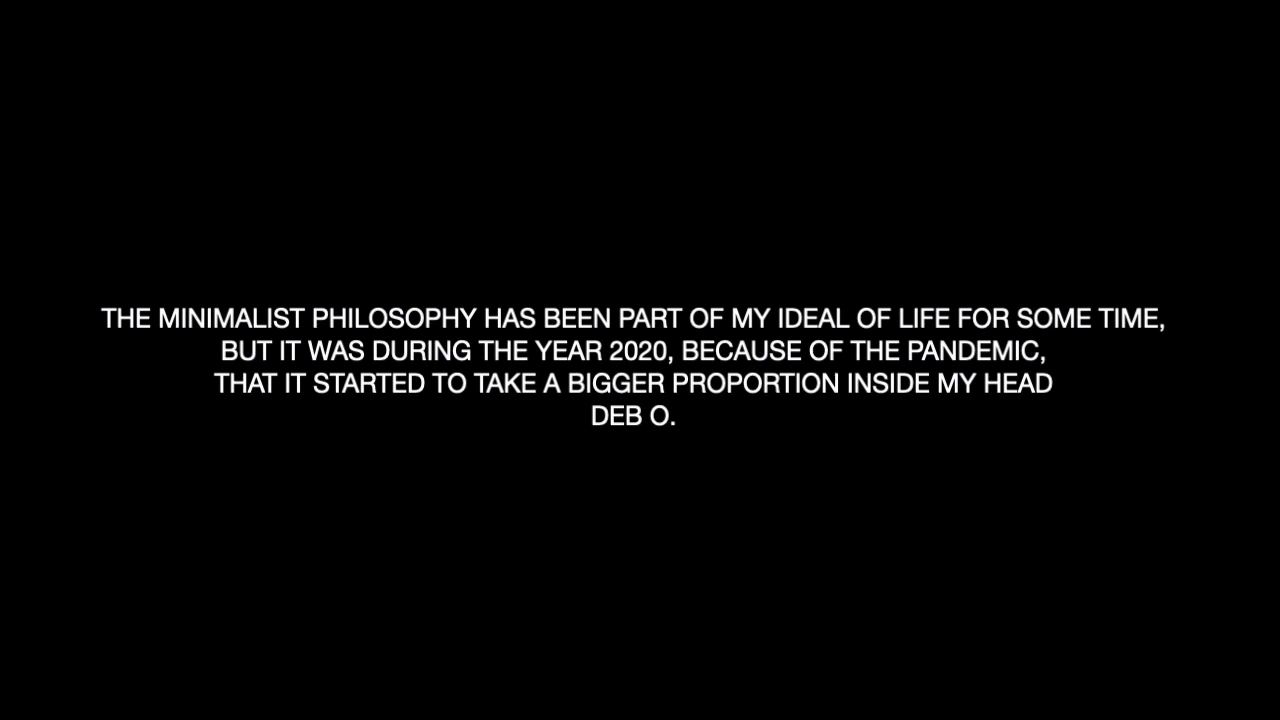 THE MINIMALIST PHILOSOPHY HAS BEEN PART OF MY IDEAL OF LIFE FOR SOME TIME,
BUT IT WAS DURING THE YEAR 2020, BECAUSE OF THE PANDEMIC,
THAT IT STARTED TO TAKE A BIGGER PROPORTION INSIDE MY HEAD
DEB O.